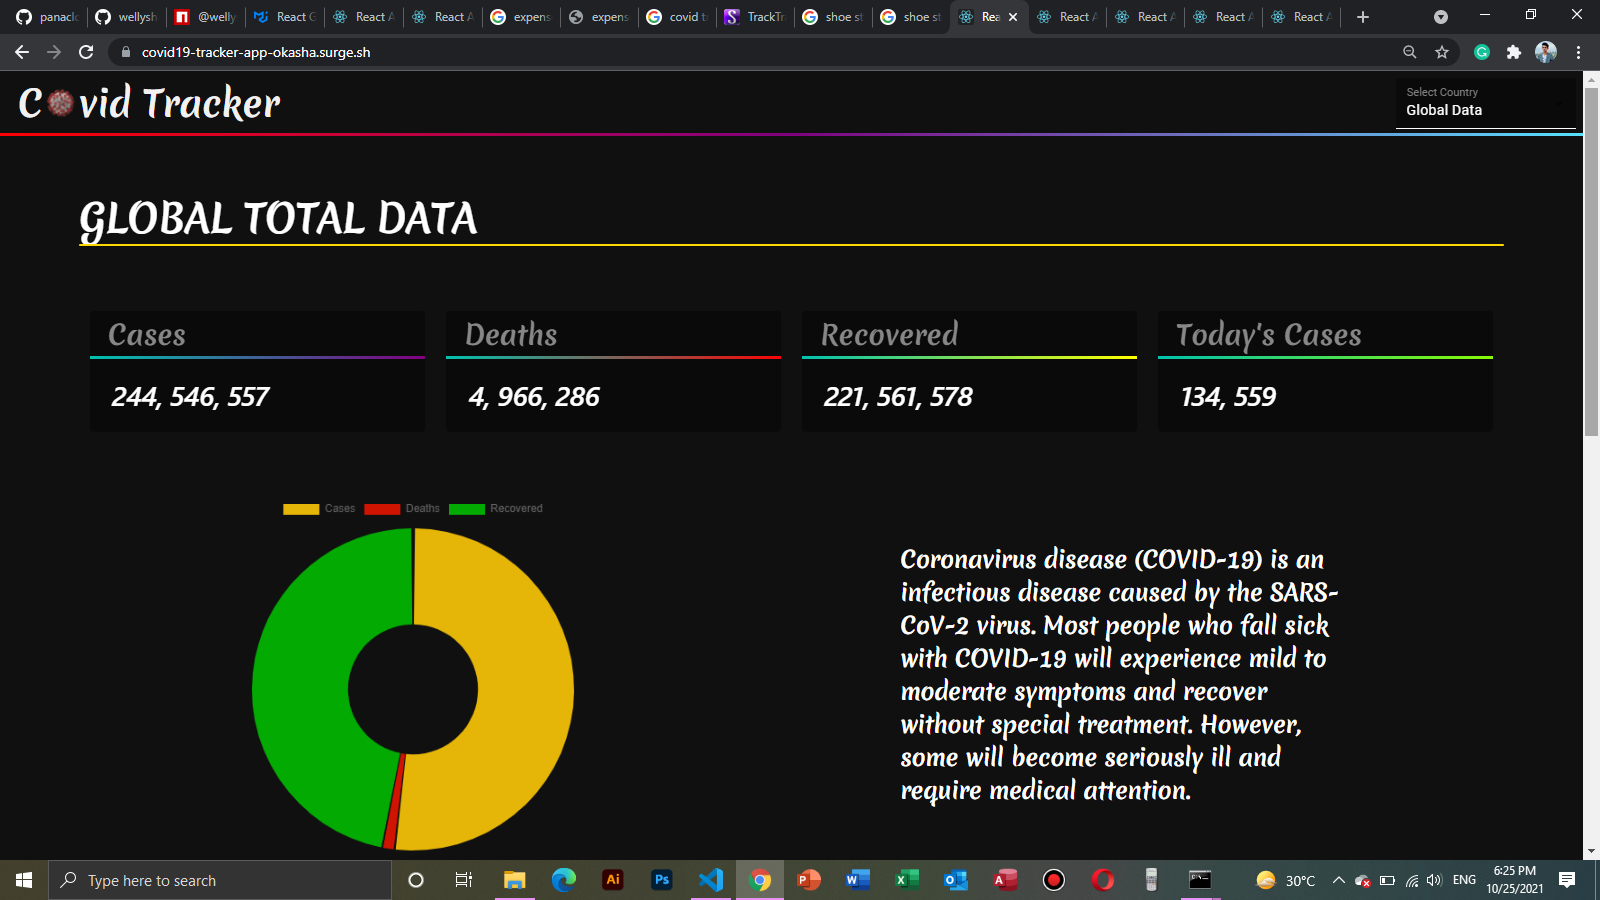 panaclo
wellysh
@welly
React G
React A
React A
expens
expens
covid t
TrackTr
shoe st
shoe st
Rea
React A
React A
React A
React A
covid19-tracker-app-okasha.surge.sh
C vid Tracker
Select Country
Global Data
GLOBAL TOTAL DATA
Cases
Deaths
Recovered
Today's Cases
244, 546, 557
4, 966, 286
221, 561, 578
134, 559
Cases
Deaths
Recovered
Coronavirus disease (COVID-19) is an
infectious disease caused by the SARS-
CoV-2 virus. Most people who fall sick
with COVID-19 will experience mild to
moderate symptoms and recover
without special treatment. However,
some will become seriously ill and
require medical attention.
Type here to search
Ai
Ps
30°C
ENG
6:25 PM
10/25/2021